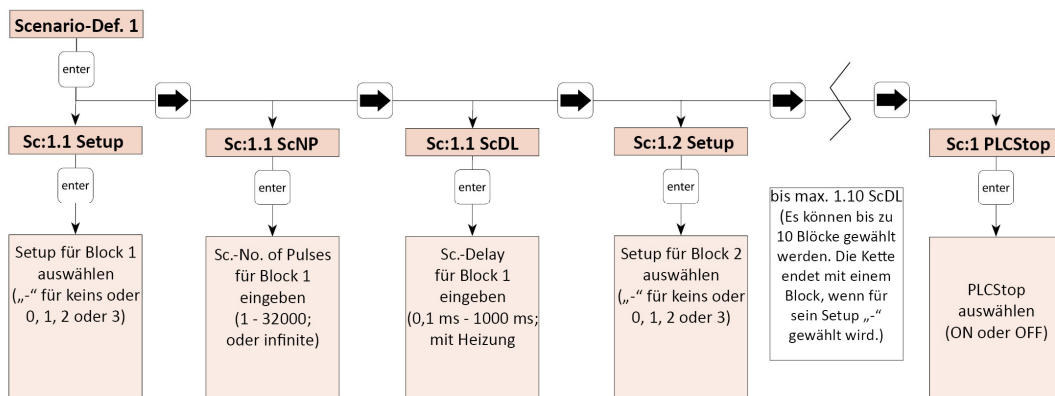 Scenario-Def. 1
enter
Sc:1.1 Setup
enter
Setup für Block 1
auswählen
(„-“ für keins oder
0, 1, 2 oder 3)
Sc:1.1 ScNP
enter
Sc.-No. of Pulses
für Block 1
eingeben
(1 - 32000;
oder infinite)
Sc:1.1 ScDL
enter
Sc.-Delay
für Block 1
eingeben
(0,1 ms - 1000 ms;
mit Heizung
Sc:1.2 Setup
enter
Setup für Block 2
auswählen
(„-“ für keins oder
0, 1, 2 oder 3)
bis max. 1.10 ScDL
(Es können bis zu
10 Blöcke gewählt
werden. Die Kette
endet mit einem
Block, wenn für
sein Setup „-“
gewählt wird.)
Sc:1 PLCStop
enter
PLCStop
auswählen
(ON oder OFF)